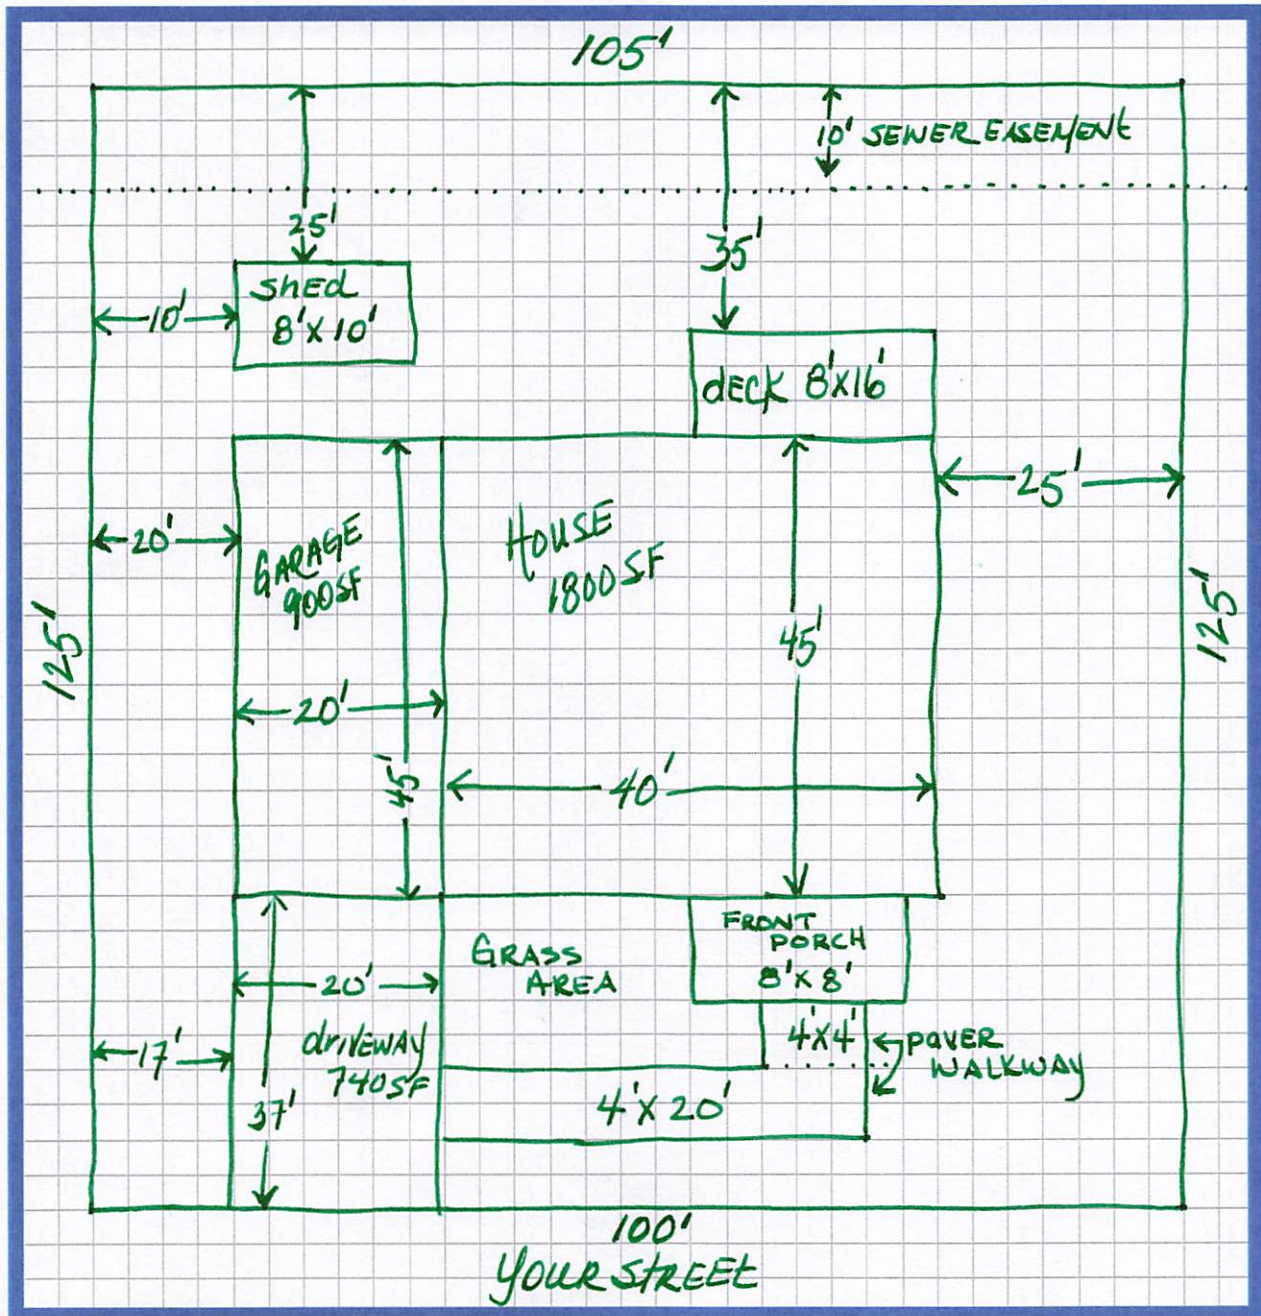 105'
10' SEWER EASEMENT
25'
35'
shED
8'X10'
10'
dECK 8'X16'
25'
20'
GARAGE
900SF
HOUSE
1800SF
125'
45'
125'
20'
45'
40'
FRONT
PORCH
8'X8'
GRASS
AREA
20'
17'
driVEWAY
740SF
4'X4'
PAVER
WALKWAY
37'
4'X20'
100'
YOUR STREEt